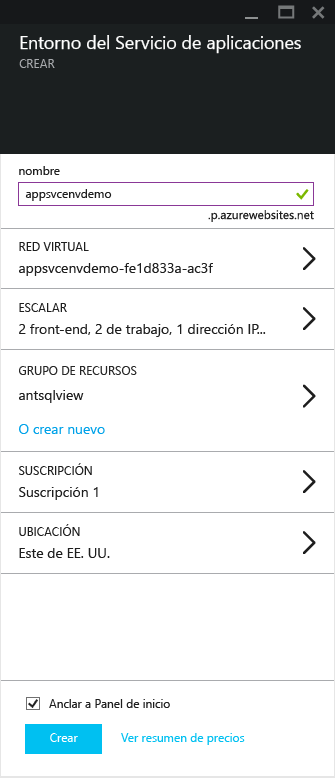 Entorno del Servicio de aplicaciones
CREAR
nombre
appsvcenvdemo
.p.azurewebsites.net
RED VIRTUAL
appsvcenvdemo-fe1d833a-ac3f
ESCALAR
2 front-end, 2 de trabajo, 1 dirección IP...
GRUPO DE RECURSOS
antsqlview
O crear nuevo
SUSCRIPCIÓN
Suscripción 1
UBICACIÓN
Este de EE. UU.
Anclar a Panel de inicio
Crear Ver resumen de precios